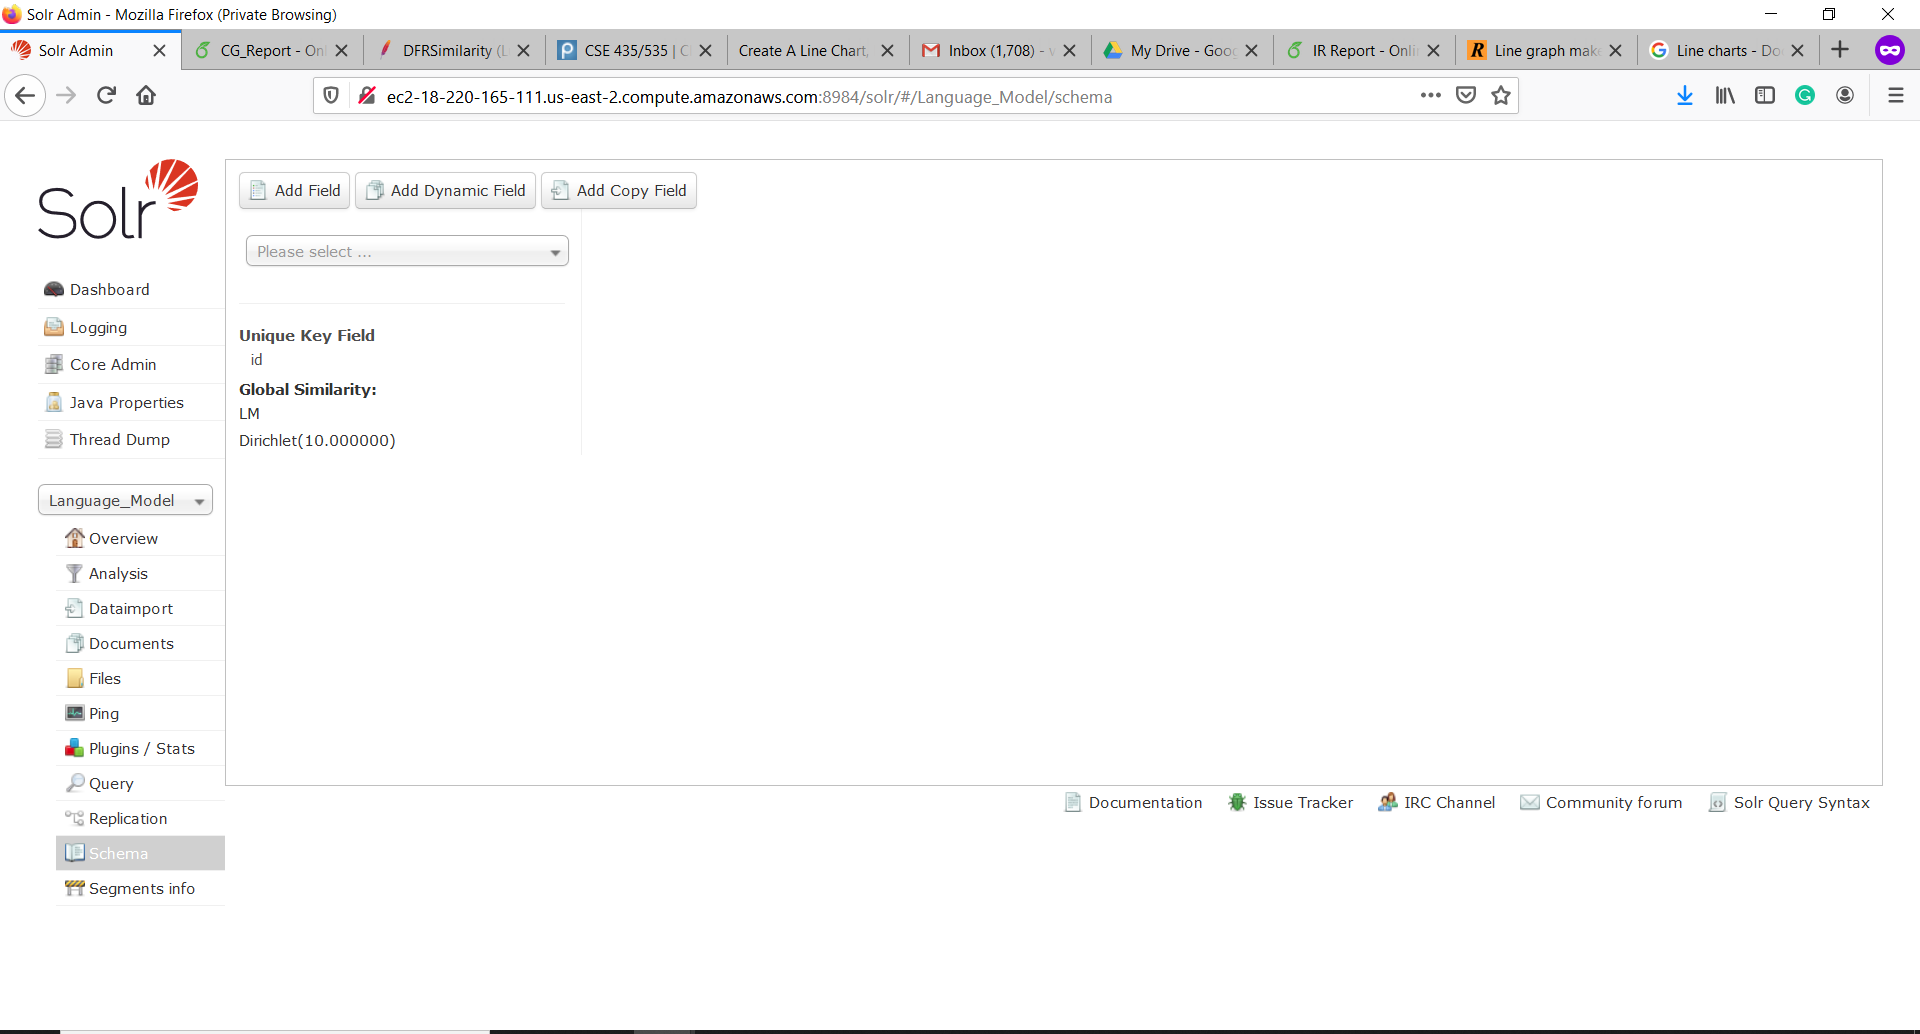 Solr Admin - Mozilla Firefox (Private Browsing)
Solr Admin
CG_Report - Onl
DFRSimilarity (L
CSE 435/535 | C
Create A Line Chart,
Inbox (1,708) - v
My Drive - Goog
IR Report - Onlin
Line graph make
Line charts - Do
ec2-18-220-165-111.us-east-2.compute.amazonaws.com:8984/solr/#/Language_Model/schema
Solr
Dashboard
Logging
Core Admin
Java Properties
Thread Dump
Language_Model
Overview
Analysis
Dataimport
Documents
Files
Ping
Plugins / Stats
Query
Replication
Schema
Segments info
Add Field
Add Dynamic Field
Add Copy Field
Please select ...
Unique Key Field
id
Global Similarity:
LM
Dirichlet(10.000000)
Documentation
Issue Tracker
IRC Channel
Community forum
Solr Query Syntax